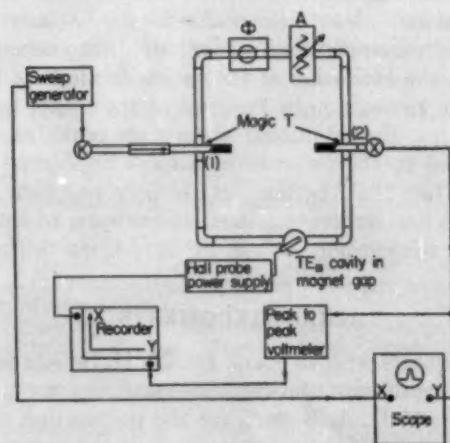 Φ
A
Sweep
generator
Magic T
(1)
(2)
Hall probe
power supply
TE
cavity in
magnet gap
X
Recorder
Y
Peak to
peak
voltmeter
X
Y
Scope